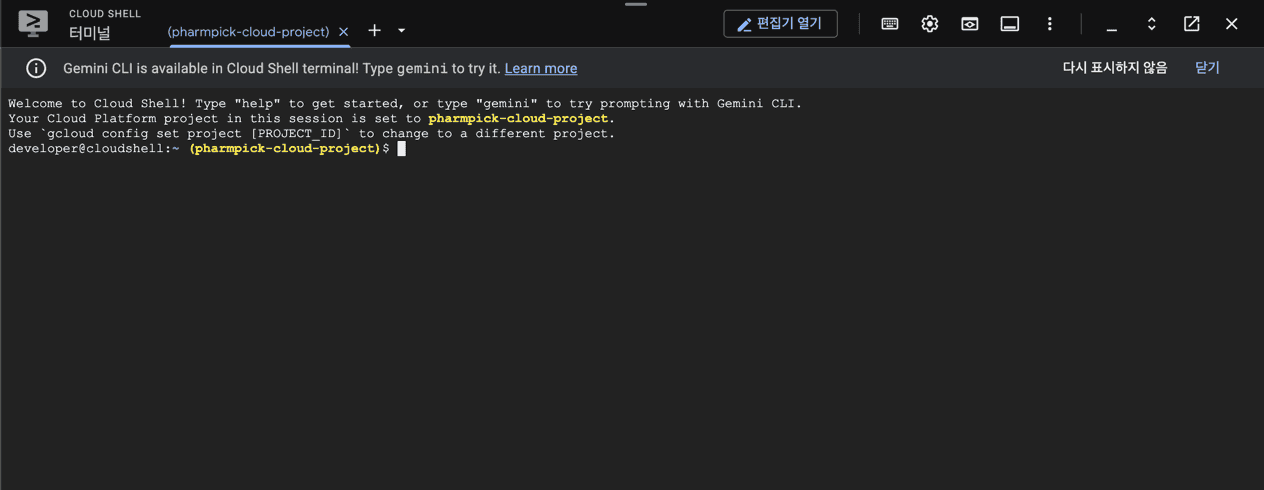 CLOUD SHELL
터미널
(pharmpick-cloud-project)
편집기 열기
Gemini CLI is available in Cloud Shell terminal! Type gemini to try it. Learn more
다시 표시하지 않음
닫기
Welcome to Cloud Shell! Type "help" to get started, or type "gemini" to try prompting with Gemini CLI.
Your Cloud Platform project in this session is set to pharmpick-cloud-project.
Use `gcloud config set project [PROJECT_ID]` to change to a different project.
developer@cloudshell:~ (pharmpick-cloud-project)$